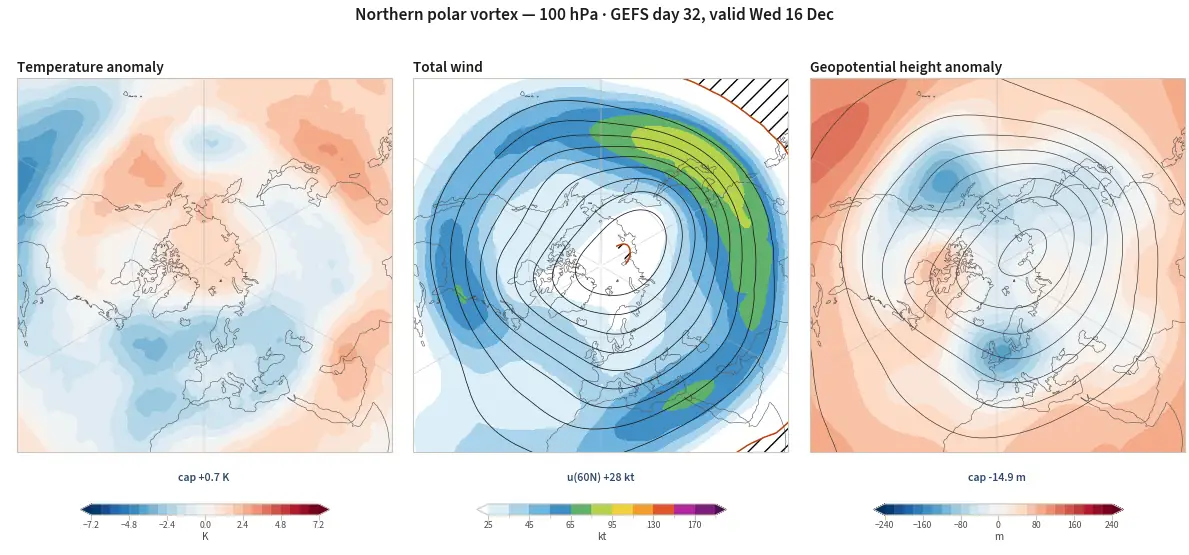 Northern polar vortex — 100 hPa · GEFS day 32, valid Wed 16 Dec
Temperature anomaly
Total wind
Geopotential height anomaly
cap +0.7 K
u(60N) +28 kt
cap -14.9 m
−7.2 −4.8 −2.4 0.0 2.4 4.8 7.2
K
25 45 65 95 130 170
kt
−240 −160 −80 0 80 160 240
m